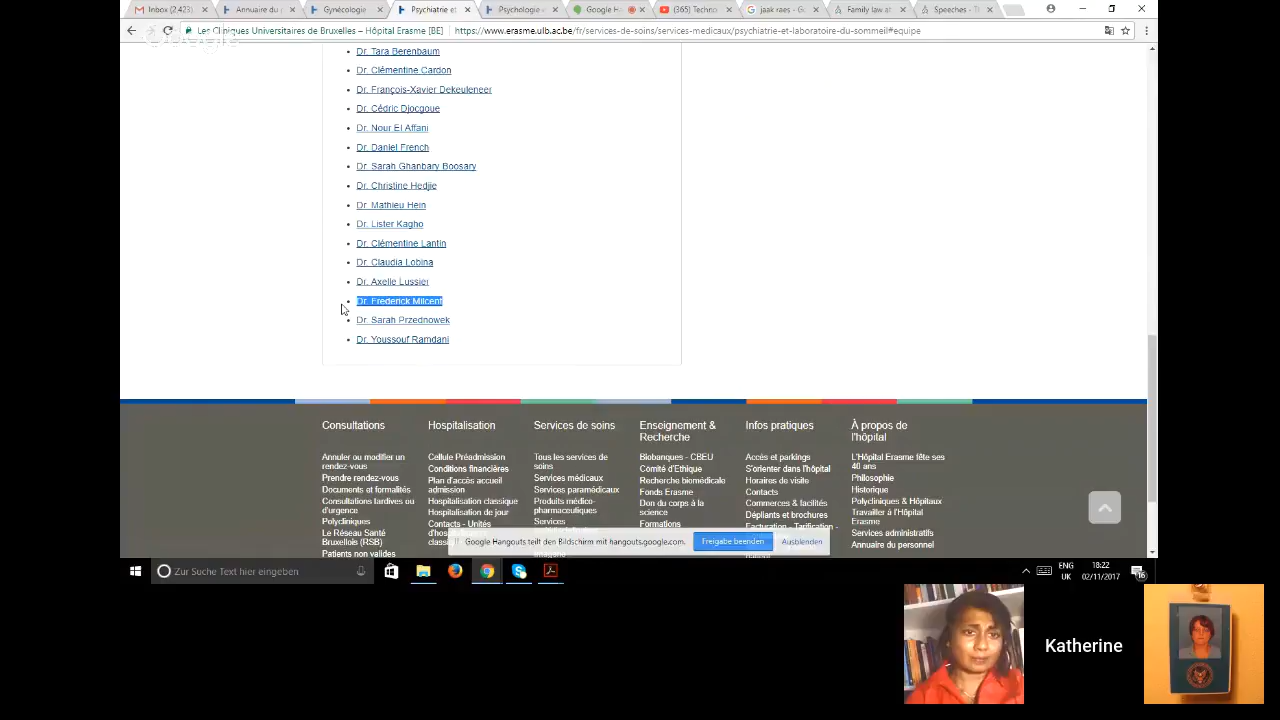 Inbox (2.423)
Annuaire du
Gynécologie
Psychiatrie et
Psychologie e
Google Ha
(365) Techno
jaak raes - Goo
Family law at
Speeches - Th
Les Cliniques Universitaires de Bruxelles – Hôpital Erasme [BE]
https://www.erasme.ulb.ac.be/fr/services-de-soins/services-medicaux/psychiatrie-et-laboratoire-du-sommeil#equipe
Dr. Tara Berenbaum
Dr. Clémentine Cardon
Dr. François-Xavier Dekeuleneer
Dr. Cédric Djocgoue
Dr. Nour El Affani
Dr. Daniel French
Dr. Sarah Ghanbary Boosary
Dr. Christine Hedjie
Dr. Mathieu Hein
Dr. Lister Kagho
Dr. Clémentine Lantin
Dr. Claudia Lobina
Dr. Axelle Lussier
Dr. Frederick Milcent
Dr. Sarah Przednowek
Dr. Youssouf Ramdani
Consultations
Annuler ou modifier un
rendez-vous
Prendre rendez-vous
Documents et formalités
Consultations tardives ou
d'urgence
Polycliniques
Le Réseau Santé
Bruxellois (RSB)
Patients non valides
Hospitalisation
Cellule Préadmission
Conditions financières
Plan d'accès accueil
admission
Hospitalisation classique
Hospitalisation de jour
Contacts - Unités
Services de soins
Tous les services de
soins
Services médicaux
Services paramédicaux
Produits médico-
pharmaceutiques
Services
Enseignement &
Recherche
Biobanques - CBEU
Comité d'Ethique
Recherche biomédicale
Fonds Erasme
Don du corps à la
science
Formations
Infos pratiques
Accès et parkings
S'orienter dans l'hôpital
Horaires de visite
Contacts
Commerces & facilités
Dépliants et brochures
Facturation - Tarification -
À propos de
l'hôpital
L'Hôpital Erasme fête ses
40 ans
Philosophie
Historique
Polycliniques & Hôpitaux
Travailler à l'Hôpital
Erasme
Services administratifs
Annuaire du personnel
Google Hangouts teilt den Bildschirm mit hangouts.google.com.
Freigabe beenden
Ausblenden
Zur Suche Text hier eingeben
ENG
UK
18:22
02/11/2017
16
Katherine